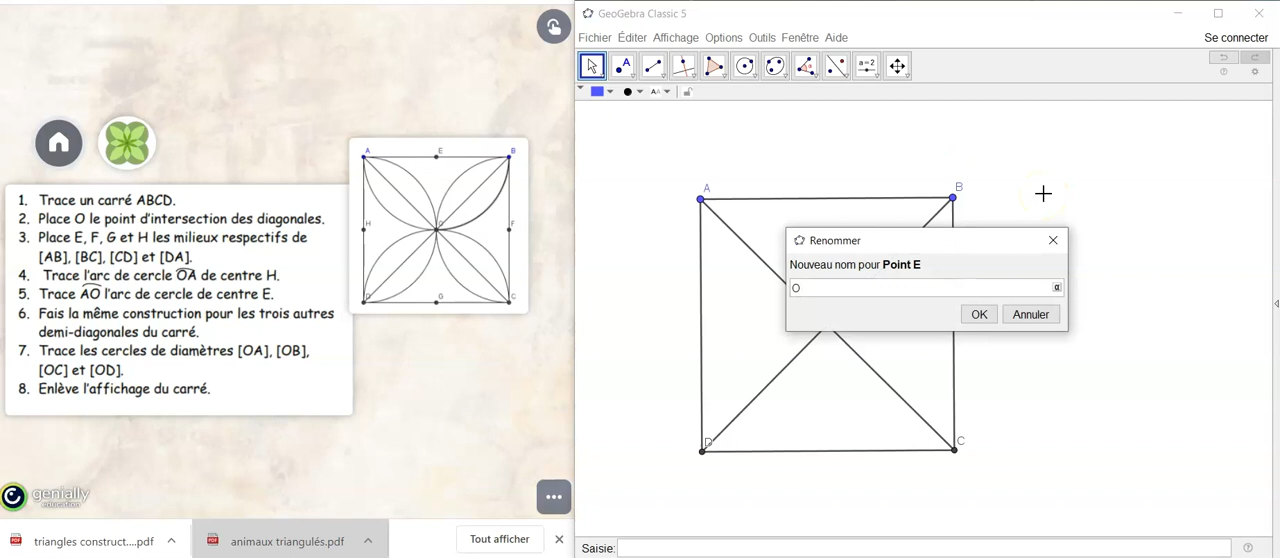 A E B
H O F
D G C
1. Trace un carré ABCD.
2. Place O le point d'intersection des diagonales.
3. Place E, F, G et H les milieux respectifs de
[AB], [BC], [CD] et [DA].
4. Trace l'arc de cercle OA de centre H.
5. Trace AO l'arc de cercle de centre E.
6. Fais la même construction pour les trois autres
demi-diagonales du carré.
7. Trace les cercles de diamètres [OA], [OB],
[OC] et [OD].
8. Enlève l'affichage du carré.
genially
education
triangles construct....pdf
animaux triangulés.pdf
Tout afficher
GeoGebra Classic 5
Fichier Éditer Affichage Options Outils Fenêtre Aide
Se connecter
A
a=2
AA
A
B
Renommer
Nouveau nom pour Point E
O
α
OK Annuler
D
C
Saisie: